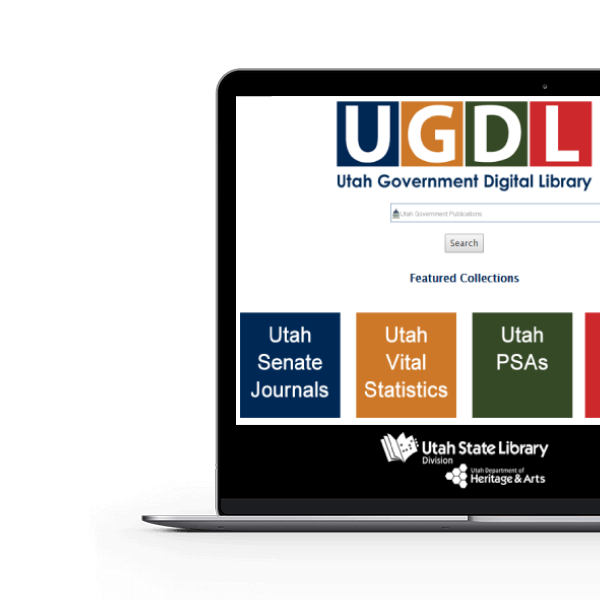 UGDL
Utah Government Digital Library
Utah Government Publications
Search
Featured Collections
Utah
Senate
Journals
Utah
Vital
Statistics
Utah
PSAs
Utah State Library
Division
Utah Department of
Heritage & Arts